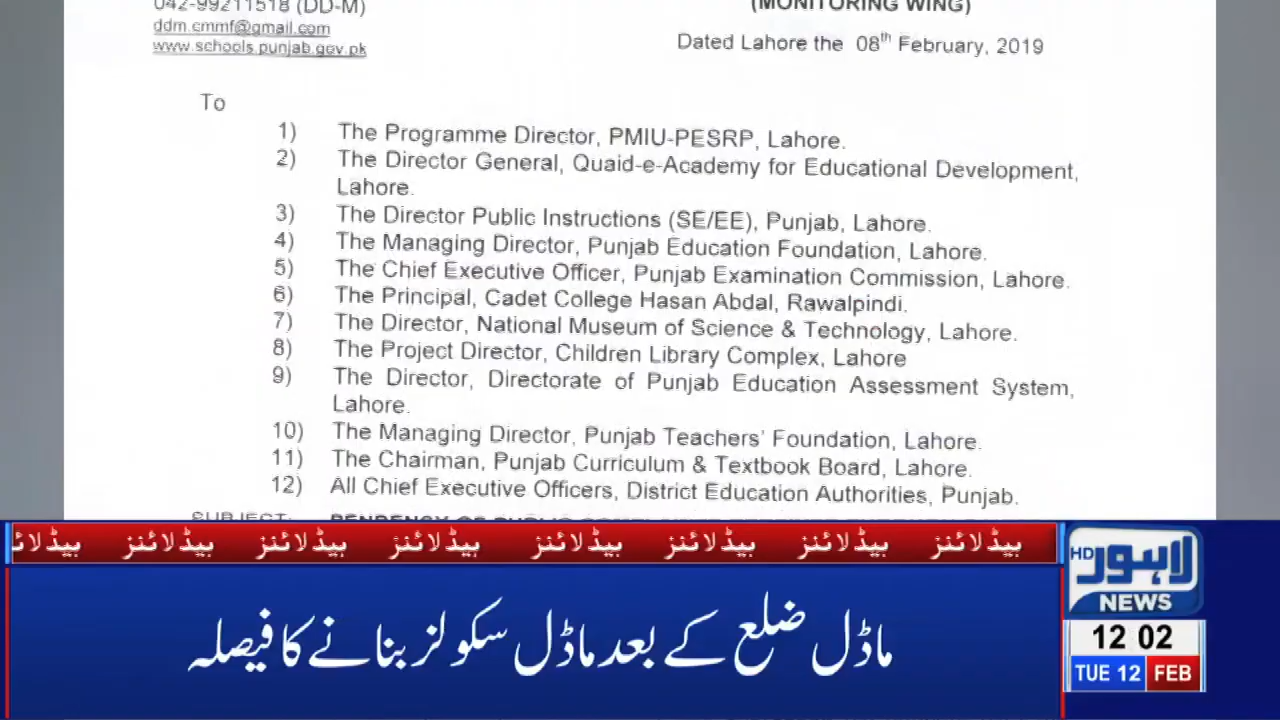 042-99211518 (DD-M)
(MONITORING WING)
ddm.cmmf@gmail.com
www.schools.punjab.gov.pk
Dated Lahore the 08th February, 2019
To
1) The Programme Director, PMIU-PESRP, Lahore.
2) The Director General, Quaid-e-Academy for Educational Development,
Lahore.
3) The Director Public Instructions (SE/EE), Punjab, Lahore.
4) The Managing Director, Punjab Education Foundation, Lahore.
5) The Chief Executive Officer, Punjab Examination Commission, Lahore.
6) The Principal, Cadet College Hasan Abdal, Rawalpindi.
7) The Director, National Museum of Science & Technology, Lahore.
8) The Project Director, Children Library Complex, Lahore
9) The Director, Directorate of Punjab Education Assessment System,
Lahore.
10) The Managing Director, Punjab Teachers' Foundation, Lahore.
11) The Chairman, Punjab Curriculum & Textbook Board, Lahore.
12) All Chief Executive Officers, District Education Authorities, Punjab.
SUBJECT: PENDENCY OF PUBLIC
ہیڈلائنز ہیڈلائنز ہیڈلائنز ہیڈلائنز ہیڈلائنز ہیڈلائنز ہیڈلائنز ہیڈلائنز
ماڈل ضلع کے بعد ماڈل سکولز بنانے کا فیصلہ
HD لاہور
NEWS
12 02
TUE 12 FEB